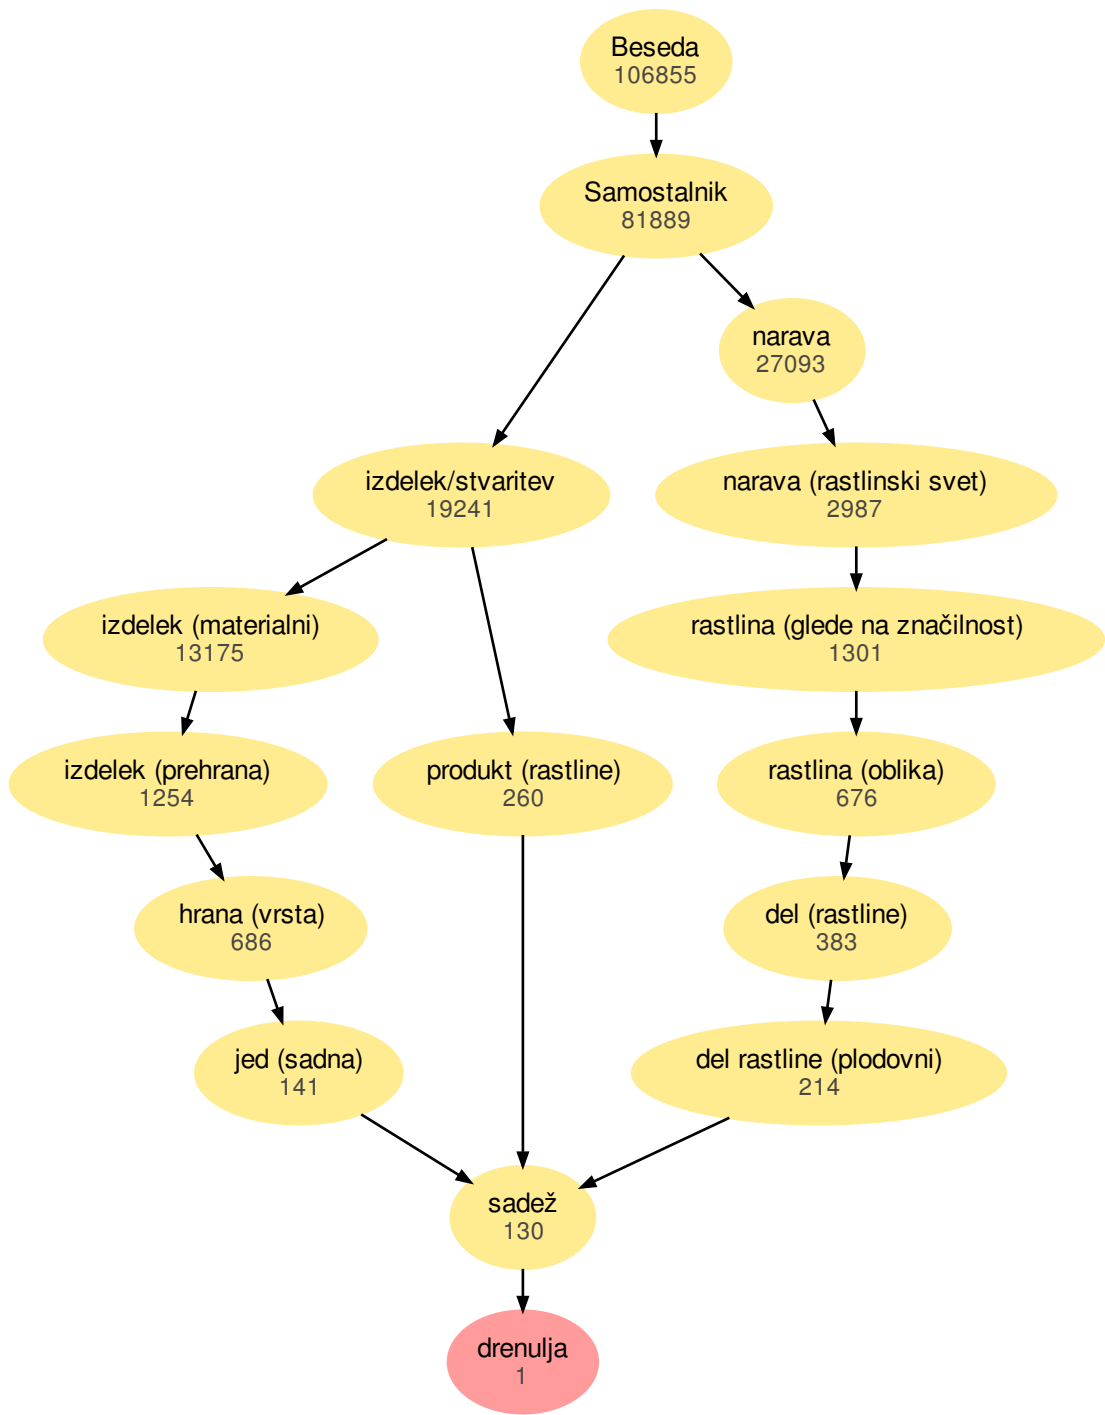 Beseda
106855
Samostalnik
81889
narava
27093
izdelek/stvaritev
19241
narava (rastlinski svet)
2987
izdelek (materialni)
13175
rastlina (glede na značilnost)
1301
izdelek (prehrana)
1254
produkt (rastline)
260
rastlina (oblika)
676
hrana (vrsta)
686
del (rastline)
383
jed (sadna)
141
del rastline (plodovni)
214
sadež
130
drenulja
1